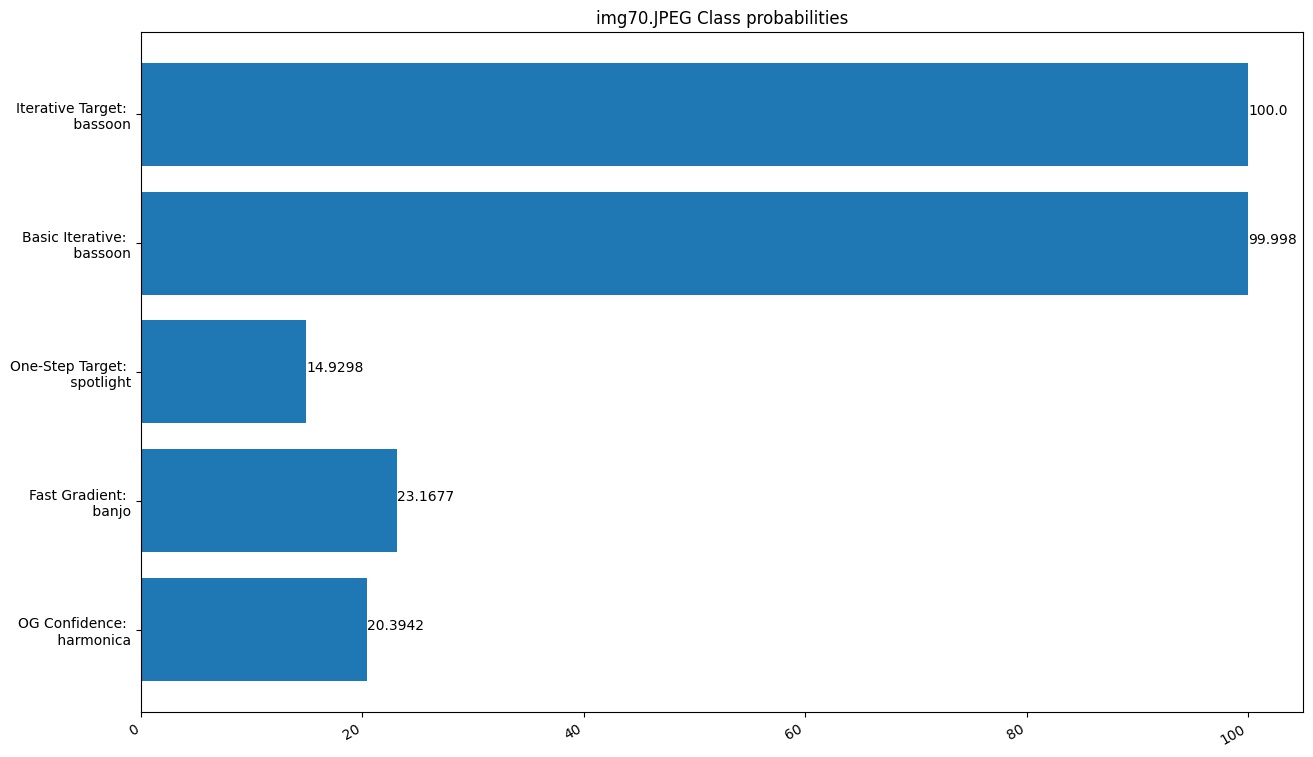 img70.JPEG Class probabilities
Iterative Target:
bassoon
100.0
Basic Iterative:
bassoon
99.998
One-Step Target:
spotlight
14.9298
Fast Gradient:
banjo
23.1677
OG Confidence:
harmonica
20.3942
0
20
40
60
80
100